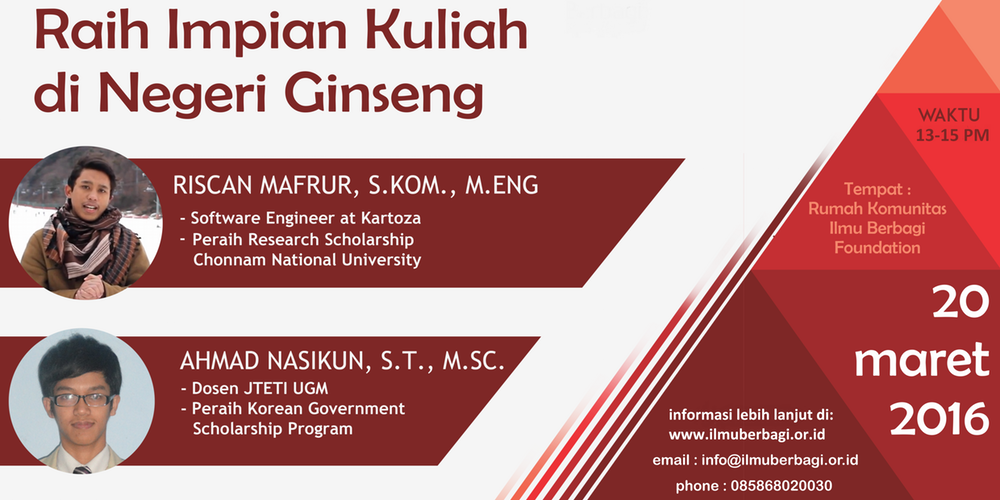 Raih Impian Kuliah
di Negeri Ginseng
RISCAN MAFRUR, S.KOM., M.ENG
- Software Engineer at Kartoza
- Peraih Research Scholarship
Chonnam National University
AHMAD NASIKUN, S.T., M.SC.
- Dosen JTETI UGM
- Peraih Korean Government
Scholarship Program
WAKTU
13-15 PM
Tempat :
Rumah Komunitas
Ilmu Berbagi
Foundation
20
maret
2016
informasi lebih lanjut di:
www.ilmuberbagi.or.id
email : info@ilmuberbagi.or.id
phone : 085868020030